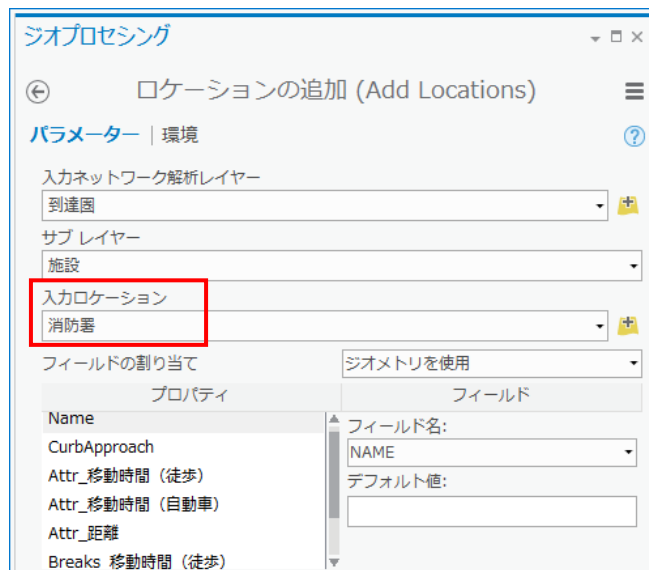 ジオプロセシング
ロケーションの追加 (Add Locations)
パラメーター | 環境
入力ネットワーク解析レイヤー
到達圏
サブ レイヤー
施設
入力ロケーション
消防署
フィールドの割り当て ジオメトリを使用
プロパティ フィールド
Name
フィールド名:
CurbApproach
NAME
Attr_移動時間（徒歩）
デフォルト値:
Attr_移動時間（自動車）
Attr_距離
Breaks_移動時間（徒歩）